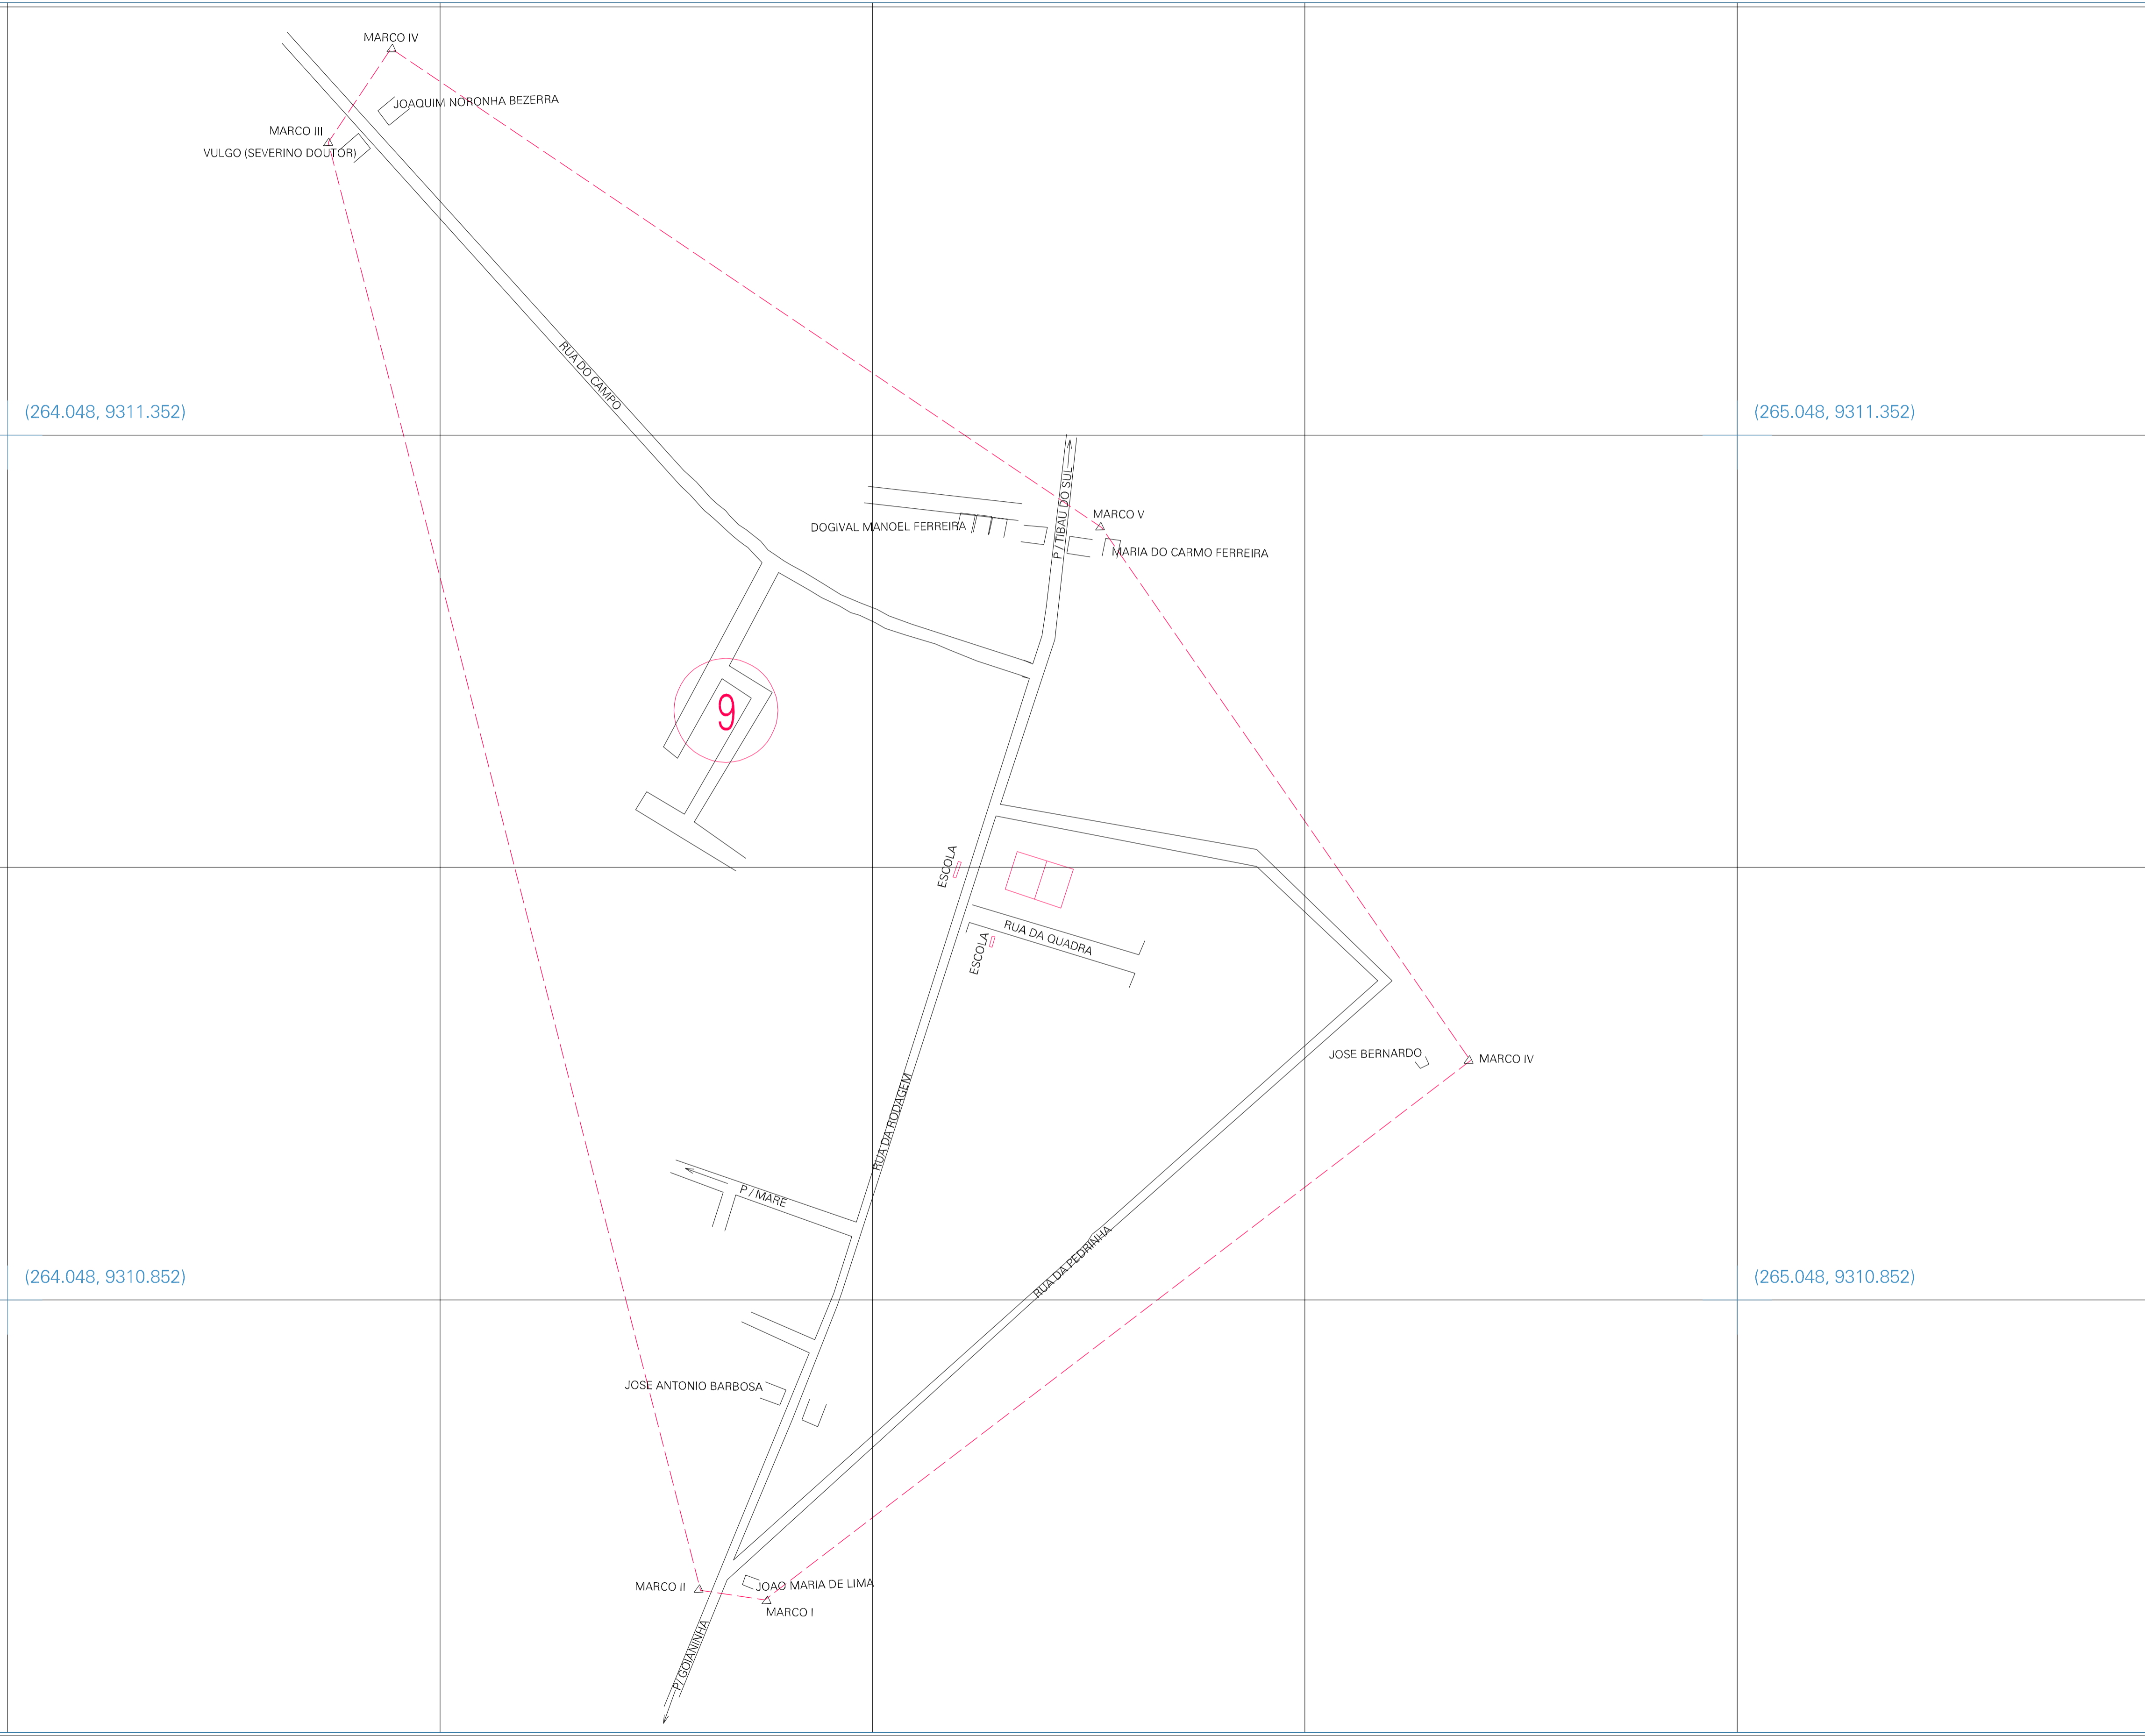 MARCO IV
JOAQUIM NORONHA BEZERRA
MARCO III
VULGO (SEVERINO DOUTOR)
RUA DO CAMPO
(264.048, 9311.352)
(265.048, 9311.352)
P / TIBAU DO SUL
MARCO V
DOGIVAL MANOEL FERREIRA
MARIA DO CARMO FERREIRA
9
ESCOLA
RUA DA QUADRA
ESCOLA
JOSE BERNARDO
MARCO IV
RUA DA RODAGEM
P / MARÉ
RUA DA PEDRINHA
(264.048, 9310.852)
(265.048, 9310.852)
JOSE ANTONIO BARBOSA
MARCO II
JOAO MARIA DE LIMA
MARCO I
P/ GOIANINHA